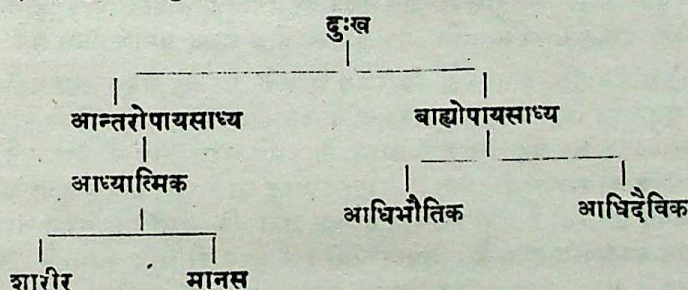 दुःख
आन्तरोपायसाध्य बाह्योपायसाध्य
आध्यात्मिक
आधिभौतिक आधिदैविक
शारीर मानस